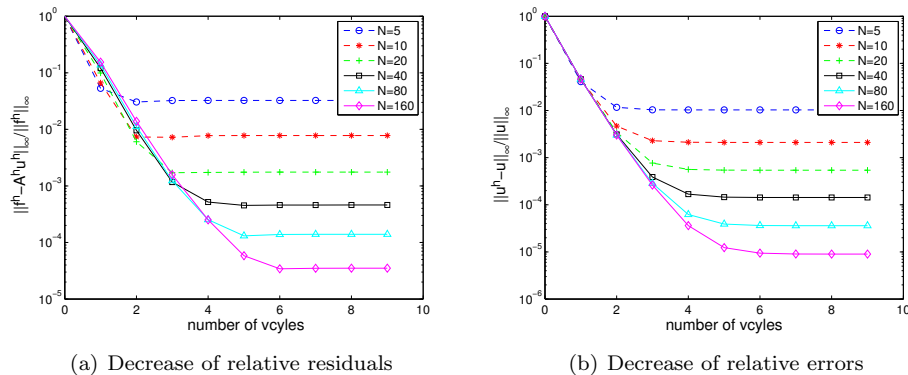 10^0
10^-1
10^-2
10^-3
10^-4
10^-5
||f^h-A^h u^h||_∞/||f^h||_∞
0 2 4 6 8 10
number of vcyles
N=5
N=10
N=20
N=40
N=80
N=160
(a) Decrease of relative residuals
10^0
10^-1
10^-2
10^-3
10^-4
10^-5
10^-6
||u^h-u||_∞/||u||_∞
0 2 4 6 8 10
number of vcyles
N=5
N=10
N=20
N=40
N=80
N=160
(b) Decrease of relative errors